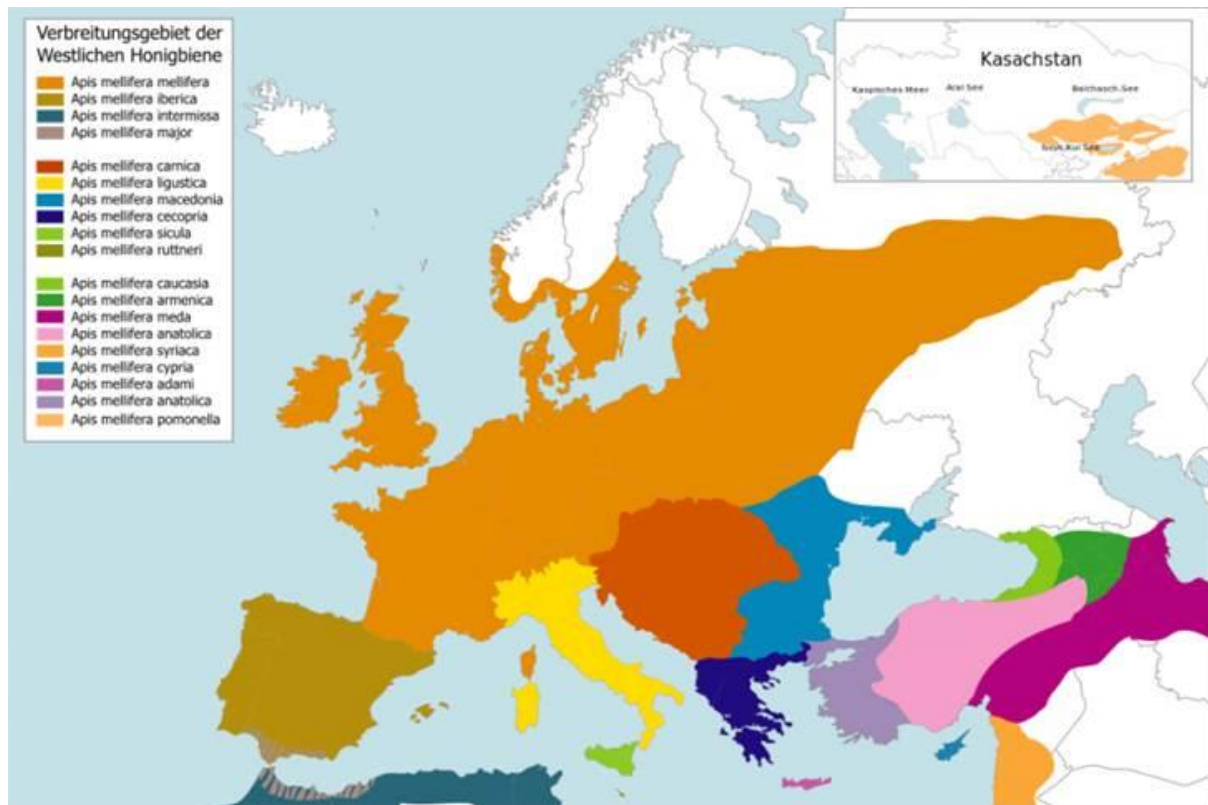 Verbreitungsgebiet der
Westlichen Honigbiene
Apis mellifera mellifera
Apis mellifera iberica
Apis mellifera intermissa
Apis mellifera major
Apis mellifera carnica
Apis mellifera ligustica
Apis mellifera macedonia
Apis mellifera cecopria
Apis mellifera sicula
Apis mellifera ruttneri
Apis mellifera caucasia
Apis mellifera armenica
Apis mellifera meda
Apis mellifera anatolica
Apis mellifera syriaca
Apis mellifera cypria
Apis mellifera adami
Apis mellifera anatolica
Apis mellifera pomonella
Kasachstan
Kaspisches Meer
Aral See
Balchasch See
Issyk Kul See